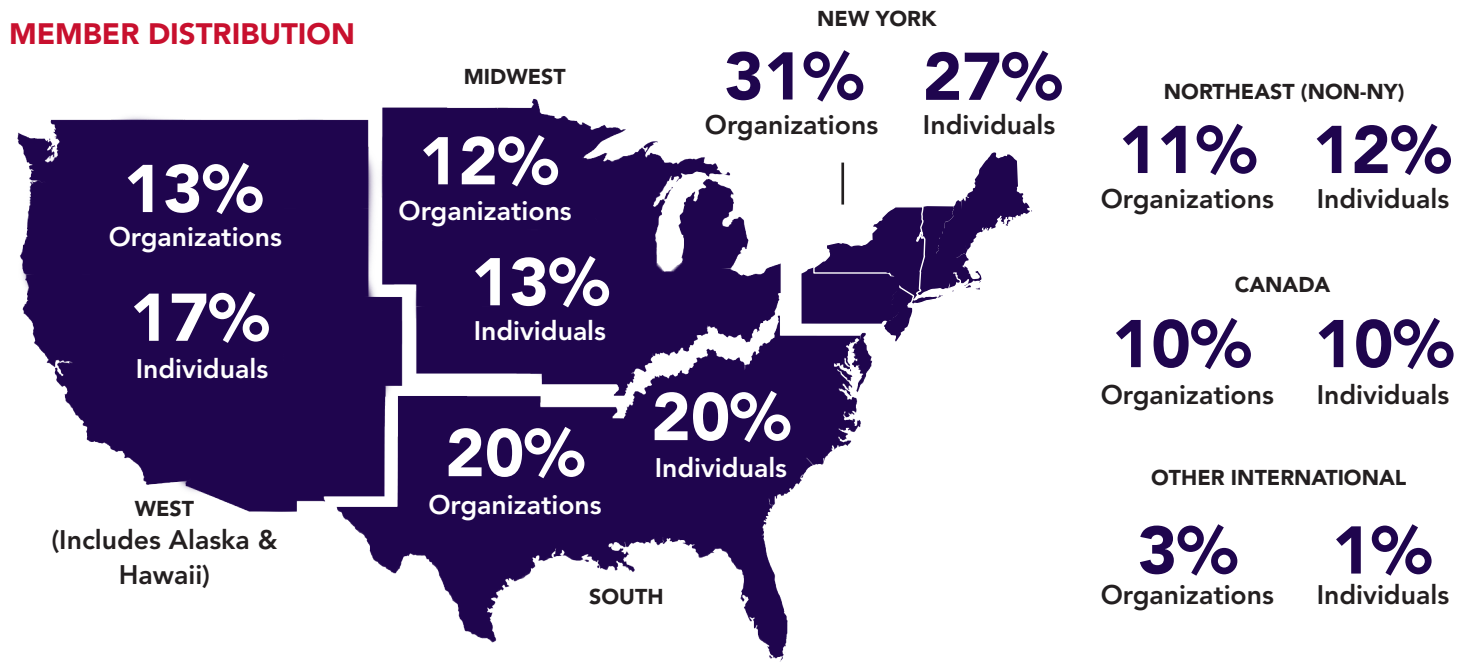 MEMBER DISTRIBUTION
NEW YORK
31% 27%
Organizations Individuals
MIDWEST
12%
Organizations
13%
Individuals
13%
Organizations
17%
Individuals
WEST
(Includes Alaska &
Hawaii)
20%
Organizations
20%
Individuals
SOUTH
NORTHEAST (NON-NY)
11% 12%
Organizations Individuals
CANADA
10% 10%
Organizations Individuals
OTHER INTERNATIONAL
3% 1%
Organizations Individuals